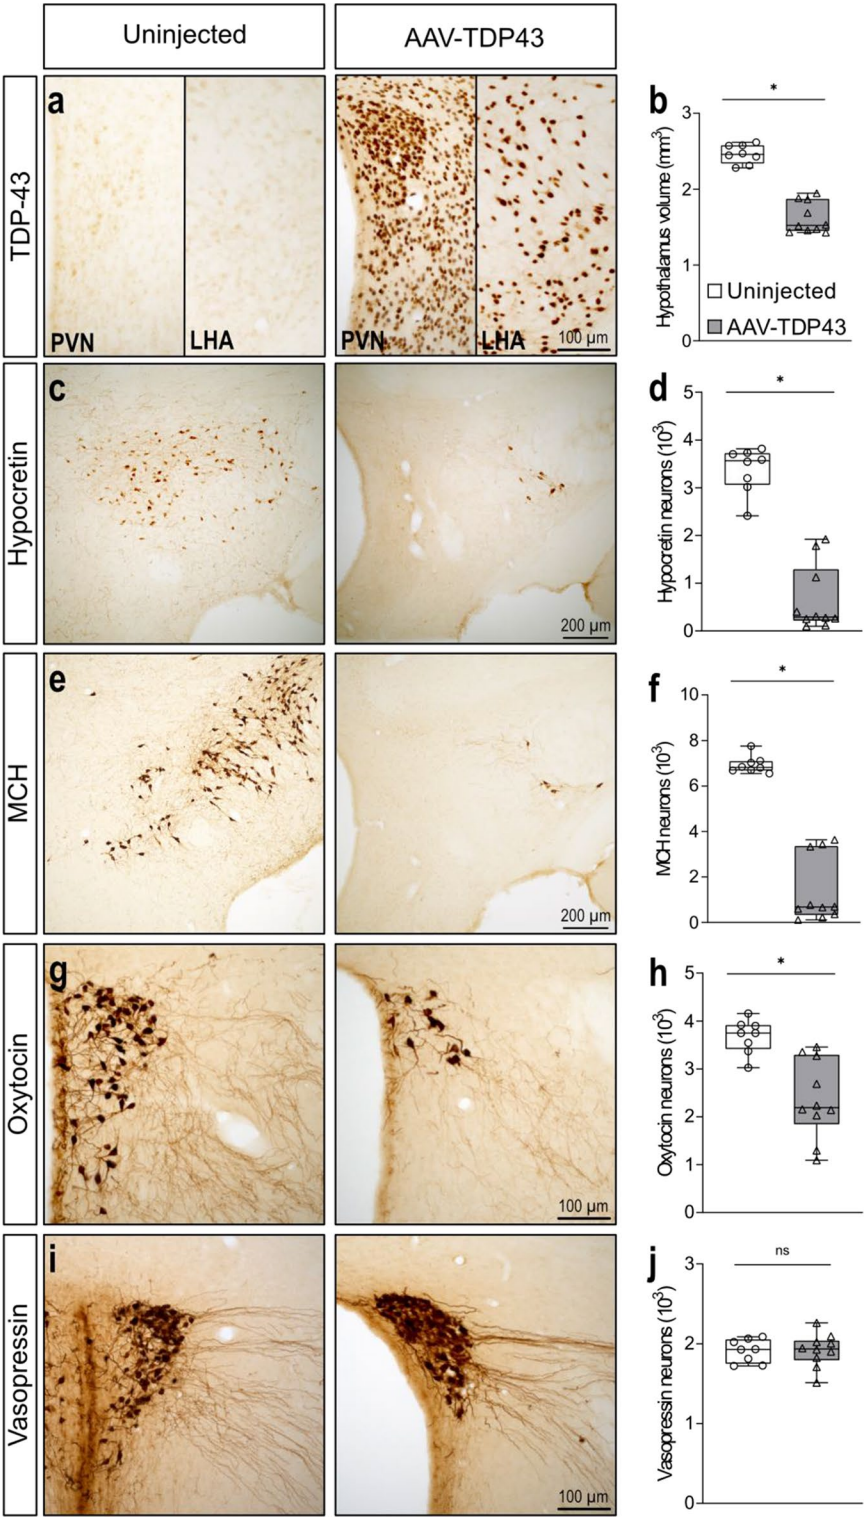 Uninjected
AAV-TDP43
TDP-43
a
PVN
LHA
PVN
LHA
100 µm
b
*
Hypothalamus volume (mm3)
3
2
1
0
Uninjected
AAV-TDP43
Hypocretin
c
200 µm
d
*
Hypocretin neurons (10³)
5
4
3
2
1
0
MCH
e
200 µm
f
*
MCH neurons (10³)
10
8
6
4
2
0
Oxytocin
g
100 µm
h
*
Oxytocin neurons (10³)
5
4
3
2
1
0
Vasopressin
i
100 µm
j
ns
Vasopressin neurons (10³)
3
2
1
0